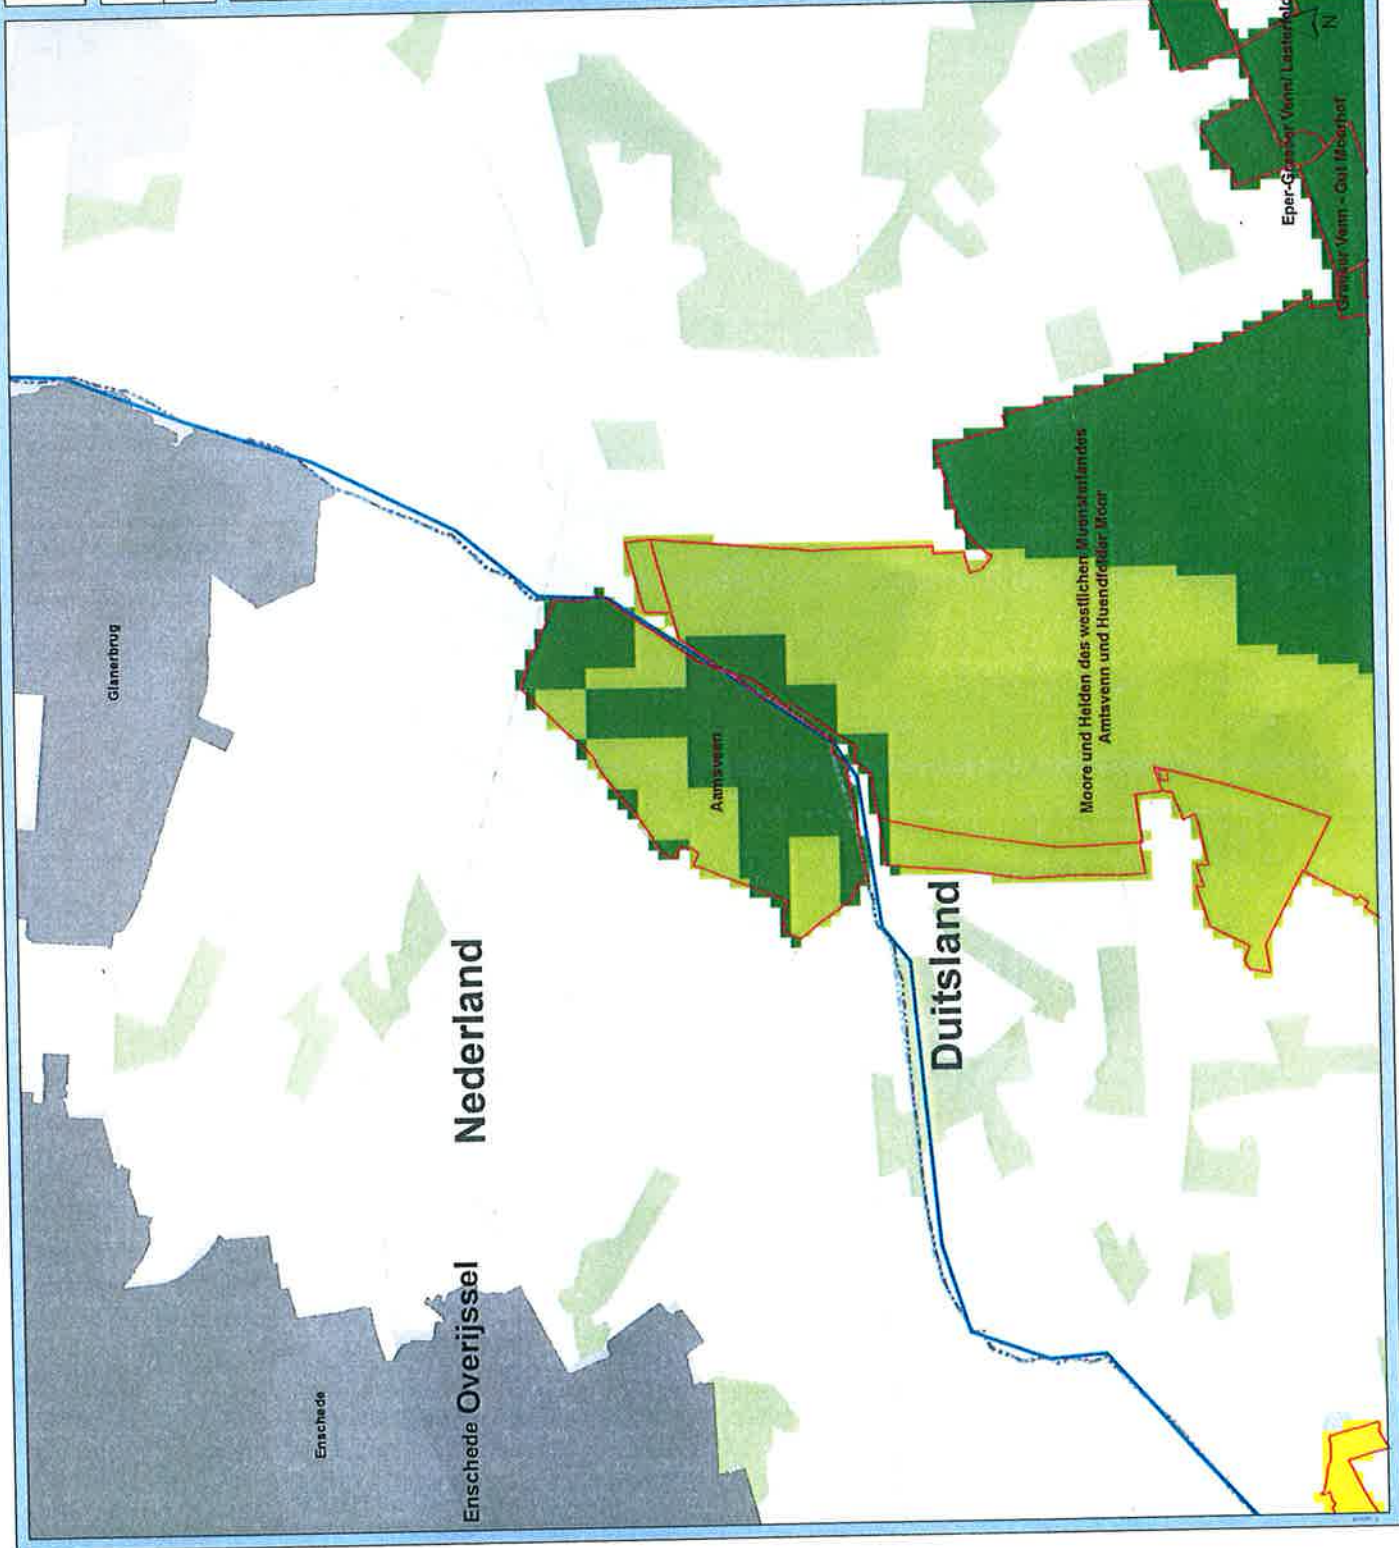 Glanerbrug
Enschede
Enschede Overijssel
Nederland
Aamsveen
Duitsland
Moore und Heiden des westlichen Muensterlandes
Amtsvenn und Huendfelder Moor
Eper-Graeser Venn/ Lasterfeld
Graeser Venn - Gut Moorhof
N